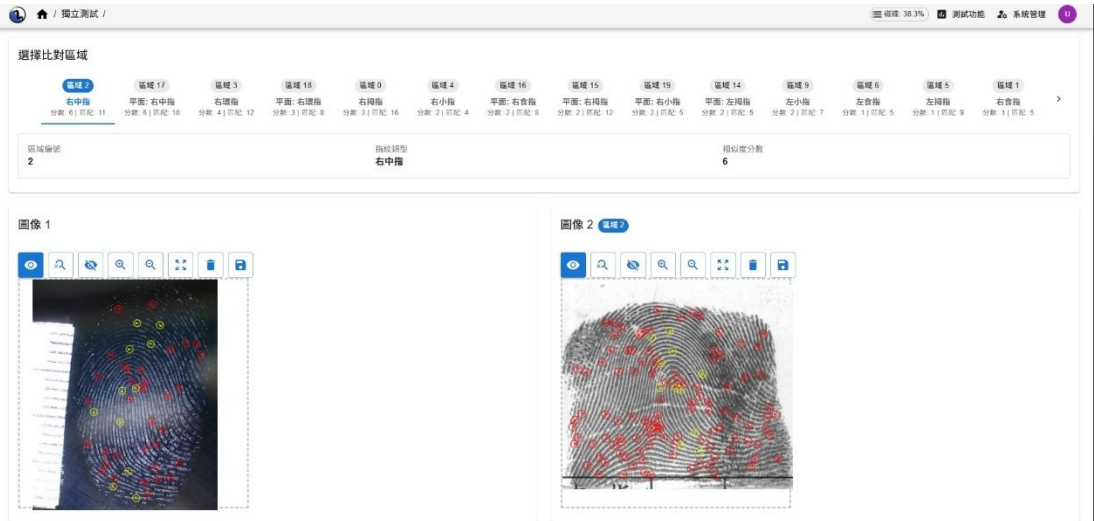 / 獨立測試 /
磁碟: 38.3%
測試功能
系統管理
U
選擇比對區域
區域 2 區域 17 區域 3 區域 18 區域 0 區域 4 區域 16 區域 15 區域 19 區域 14 區域 9 區域 6 區域 5 區域 1
右中指 平面: 右中指 右環指 平面: 右環指 右拇指 右小指 平面: 右食指 平面: 右拇指 平面: 右小指 平面: 左拇指 左小指 左食指 左拇指 右食指
分數: 6 | 匹配: 11 分數: 6 | 匹配: 10 分數: 4 | 匹配: 12 分數: 3 | 匹配: 8 分數: 3 | 匹配: 16 分數: 2 | 匹配: 4 分數: 2 | 匹配: 8 分數: 2 | 匹配: 12 分數: 2 | 匹配: 5 分數: 2 | 匹配: 5 分數: 2 | 匹配: 7 分數: 1 | 匹配: 5 分數: 1 | 匹配: 9 分數: 1 | 匹配: 5
區域編號 指紋類型 相似度分數
2 右中指 6
圖像 1
圖像 2 區域 2